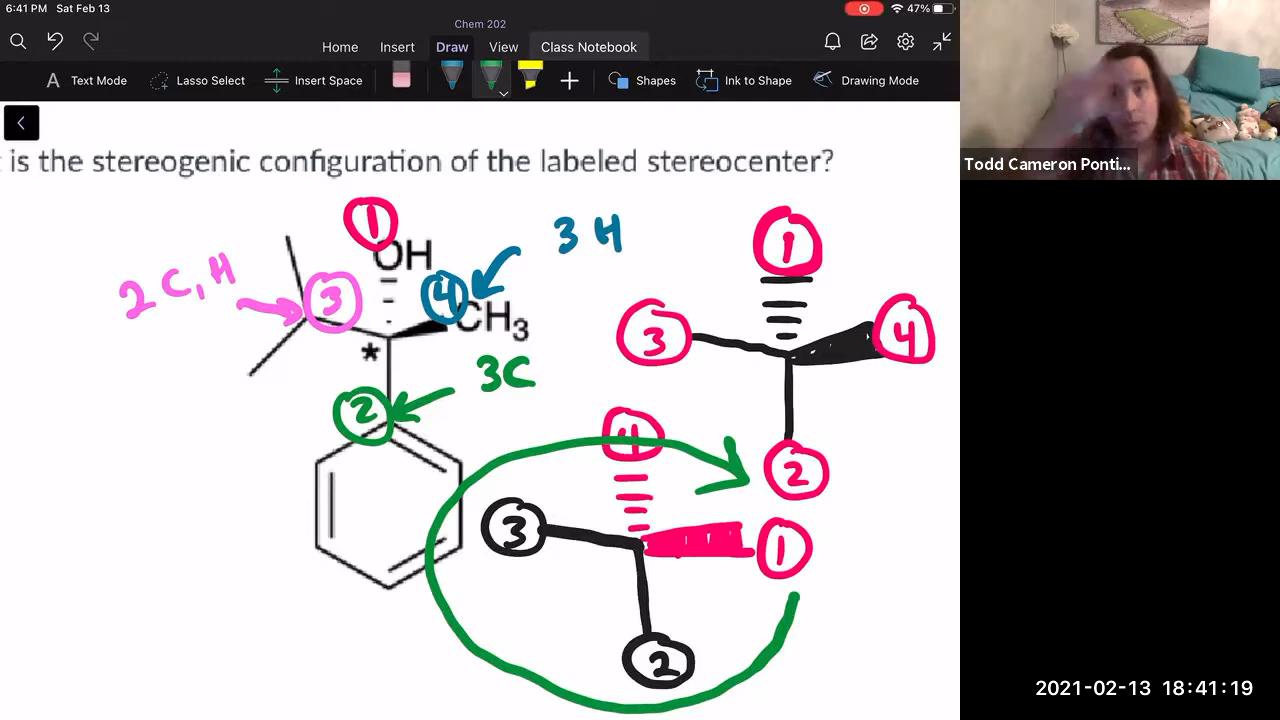 6:41 PM Sat Feb 13
47%
Chem 202
Home Insert Draw View Class Notebook
A Text Mode Lasso Select Insert Space Shapes Ink to Shape Drawing Mode
is the stereogenic configuration of the labeled stereocenter?
1
OH
3 H
2 C, H
3
4
CH3
*
3C
2
1
3
4
2
4
3
1
2
Todd Cameron Ponti...
2021-02-13 18:41:19